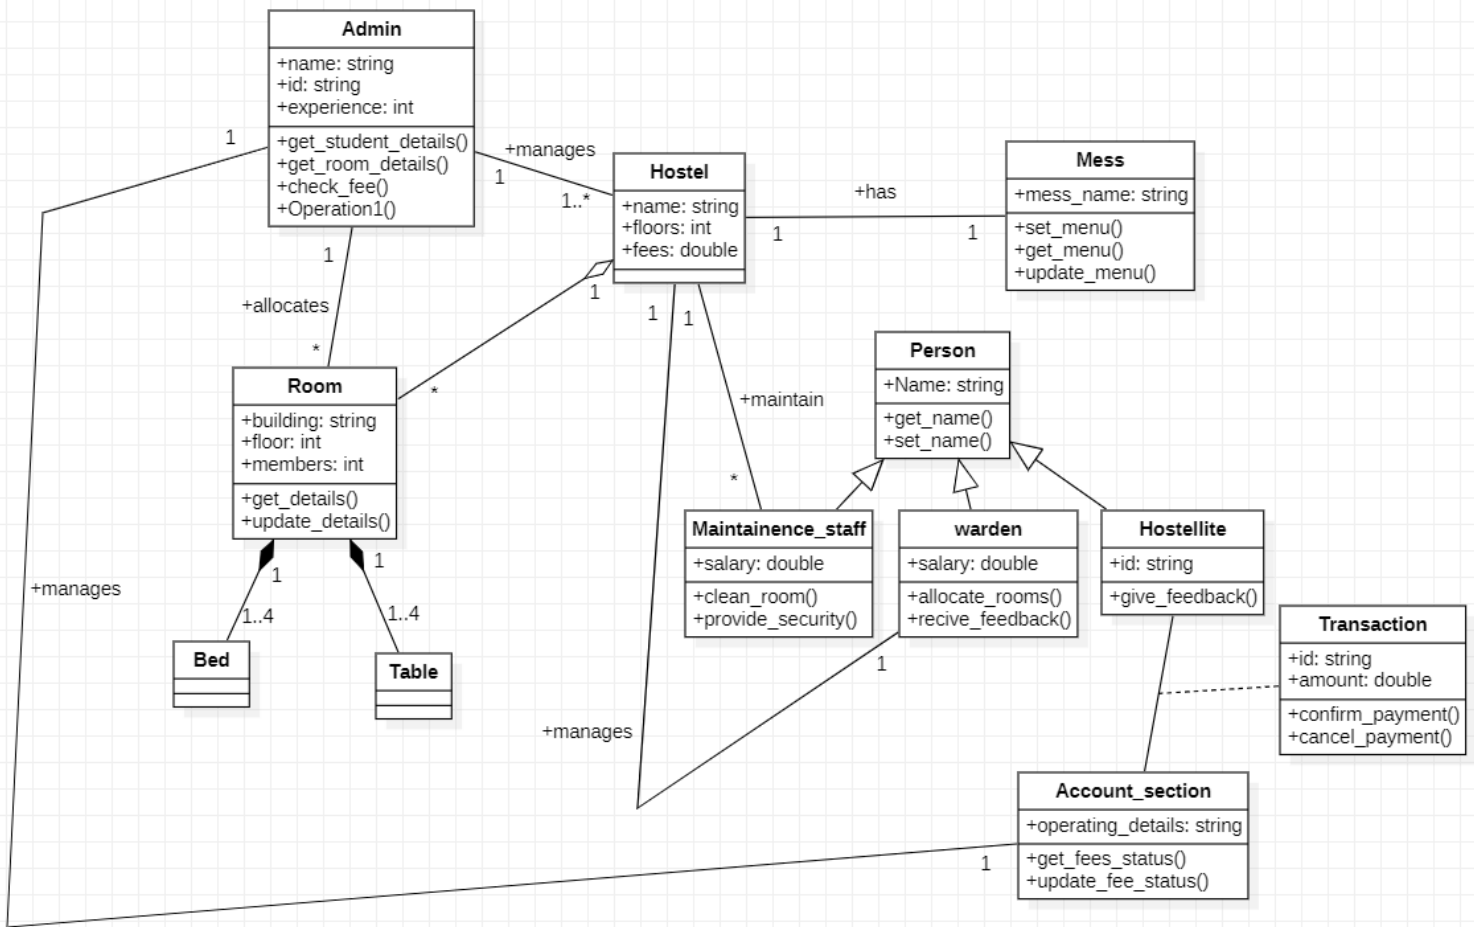 Admin
+name: string
+id: string
+experience: int
+get_student_details()
+get_room_details()
+check_fee()
+Operation1()
1
+manages
1
1..*
Hostel
+name: string
+floors: int
+fees: double
+has
1
1
Mess
+mess_name: string
+set_menu()
+get_menu()
+update_menu()
1
+allocates
*
1
*
1
1
+maintain
*
Room
+building: string
+floor: int
+members: int
+get_details()
+update_details()
Person
+Name: string
+get_name()
+set_name()
Maintainence_staff
+salary: double
+clean_room()
+provide_security()
warden
+salary: double
+allocate_rooms()
+recive_feedback()
Hostellite
+id: string
+give_feedback()
+manages
1
1..4
1
1..4
Bed
Table
1
+manages
Transaction
+id: string
+amount: double
+confirm_payment()
+cancel_payment()
Account_section
+operating_details: string
+get_fees_status()
+update_fee_status()
1